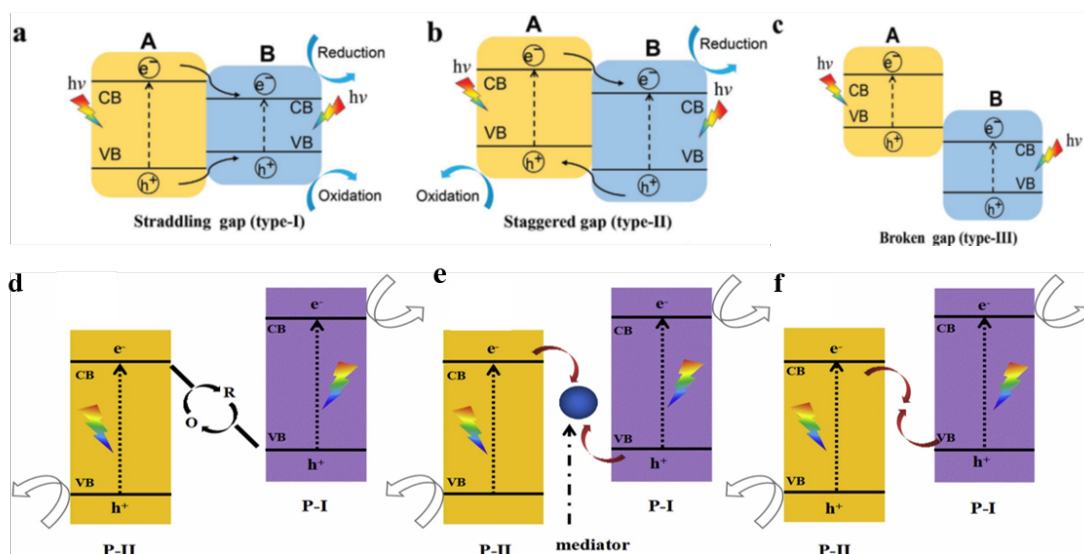 a
A
B
e⁻
e⁻
Reduction
hν
CB
CB
hν
VB
VB
h⁺
h⁺
Oxidation
Straddling gap (type-I)
b
A
B
Reduction
e⁻
e⁻
hν
CB
CB
VB
VB
h⁺
h⁺
Oxidation
Staggered gap (type-II)
c
A
B
e⁻
hν
CB
VB
h⁺
e⁻
hν
CB
VB
h⁺
Broken gap (type-III)
d
e⁻
e⁻
CB
CB
R
O
VB
VB
h⁺
h⁺
P-I
P-II
e
e⁻
e⁻
CB
CB
VB
VB
h⁺
h⁺
P-I
P-II
mediator
f
e⁻
e⁻
CB
CB
VB
VB
h⁺
h⁺
P-I
P-II